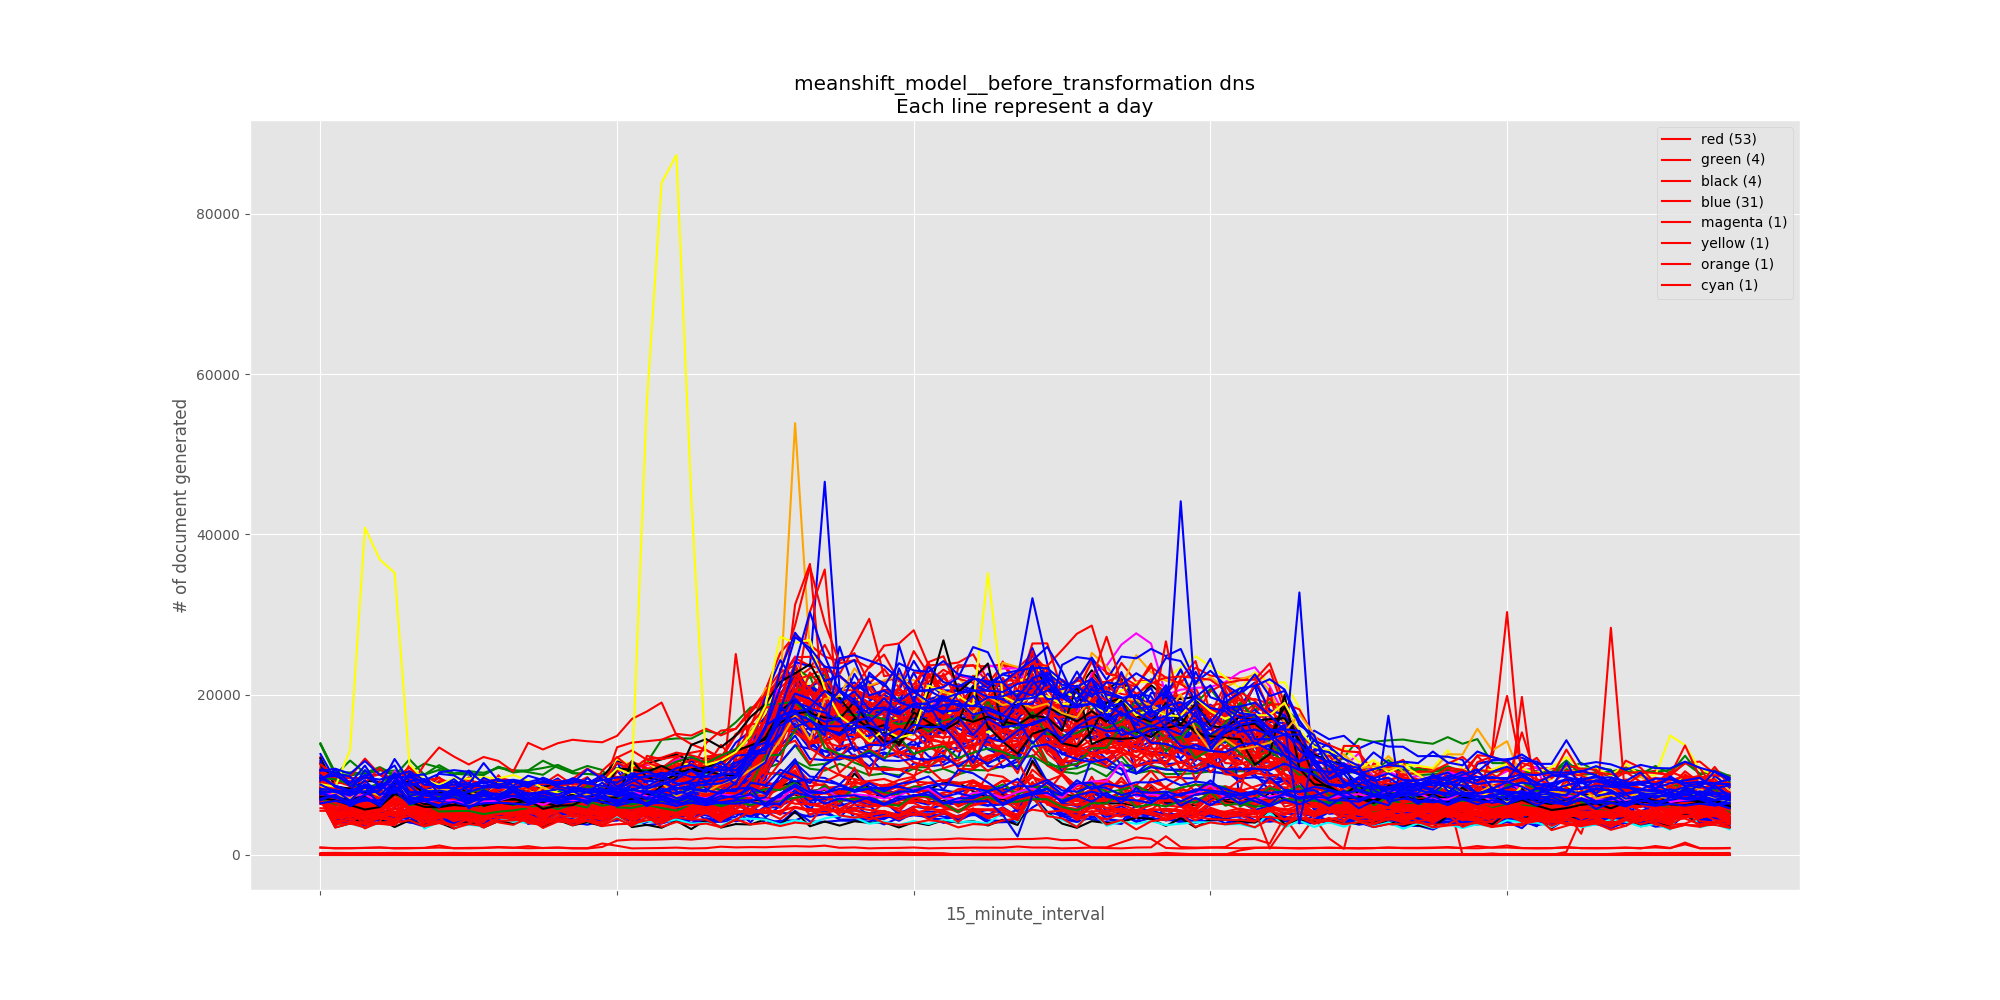 meanshift_model__before_transformation dns
Each line represent a day
red (53)
green (4)
black (4)
blue (31)
magenta (1)
yellow (1)
orange (1)
cyan (1)
# of document generated
80000
60000
40000
20000
0
15_minute_interval